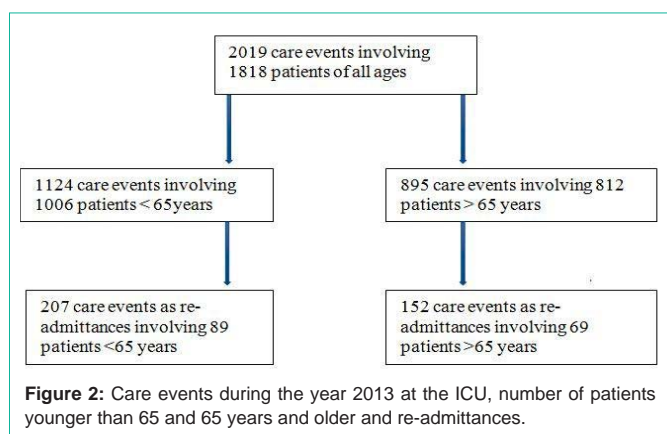 2019 care events involving
1818 patients of all ages
1124 care events involving
1006 patients < 65years
895 care events involving 812
patients > 65 years
207 care events as re-
admittances involving 89
patients <65 years
152 care events as re-
admittances involving 69
patients >65 years
Figure 2: Care events during the year 2013 at the ICU, number of patients
younger than 65 and 65 years and older and re-admittances.